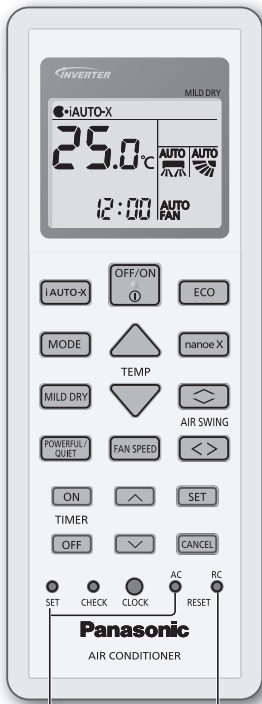 INVERTER
MILD DRY
iAUTO-X
25.0°C
AUTO AUTO
12:00 AUTO FAN
iAUTO-X OFF/ON ECO
MODE nanoeX
TEMP
MILD DRY
AIR SWING
POWERFUL/QUIET FAN SPEED
ON SET
TIMER
OFF CANCEL
AC RC
SET CHECK CLOCK RESET
Panasonic
AIR CONDITIONER